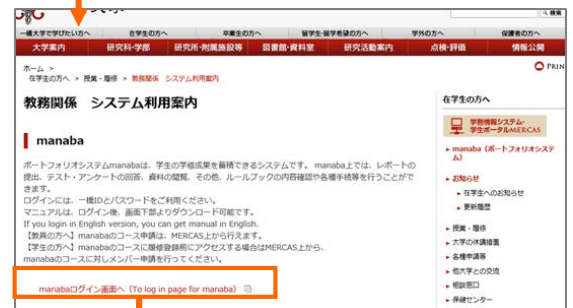 検索
一橋大学で学びたい方へ 在学生の方へ 卒業生の方へ 留学生・留学希望の方へ 学外の方へ 保護者の方へ
大学案内 研究科・学部 研究所・附属施設等 図書館・資料室 研究活動案内 点検・評価 情報公開
ホーム >
在学生の方へ > 授業・履修 > 教務関係 システム利用案内
PRIN
教務関係 システム利用案内
manaba
ポートフォリオシステムmanabaは、学生の学修成果を蓄積できるシステムです。 manaba上では、レポートの
提出、テスト・アンケートの回答、資料の閲覧、その他、ルールブックの内容確認や各種手続等を行うことがで
きます。
ログインには、一橋IDとパスワードをご利用ください。
マニュアルは、ログイン後、画面下部よりダウンロード可能です。
If you login in English version, you can get manual in English.
【教員の方へ】manabaのコース申請は、MERCAS上から行えます。
【学生の方へ】manabaのコースに履修登録前にアクセスする場合はMERCAS上から、
manabaのコースに対しメンバー申請を行ってください。
manabaログイン画面へ（To log in page for manaba）
在学生の方へ
学務情報システム・
学生ポータルMERCAS
manaba（ポートフォリオシステ
ム）
お知らせ
在学生へのお知らせ
更新履歴
授業・履修
大学の休講措置
各種申請等
他大学との交流
相談窓口
保健センター